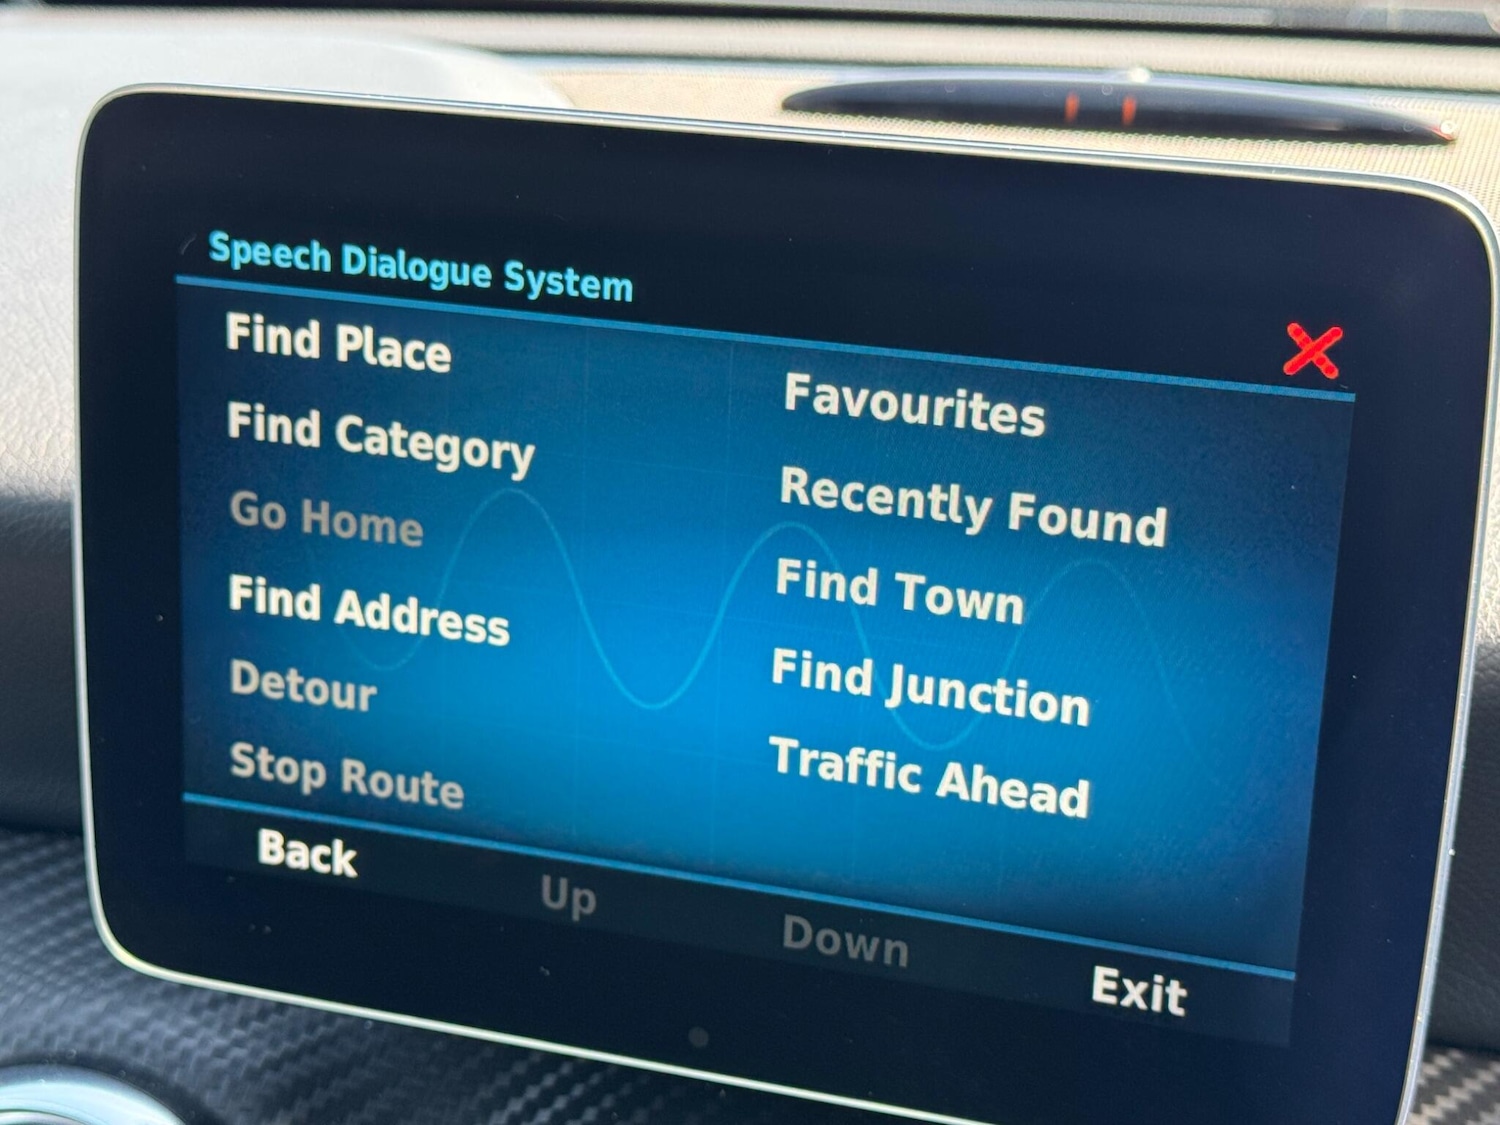 Speech Dialogue System
Find Place
Find Category
Go Home
Find Address
Detour
Stop Route
Favourites
Recently Found
Find Town
Find Junction
Traffic Ahead
Back
Up
Down
Exit